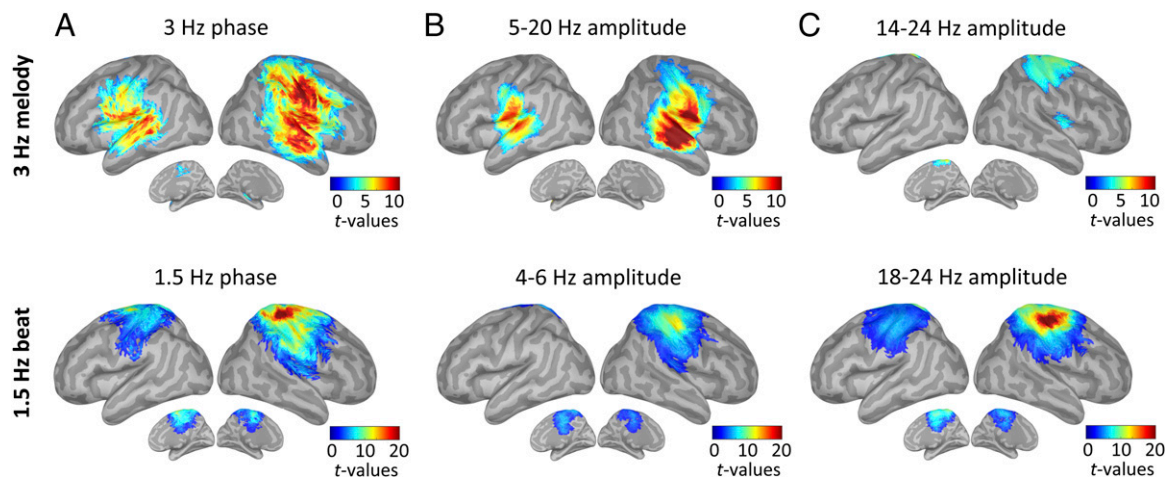 A
3 Hz phase
B
5-20 Hz amplitude
C
14-24 Hz amplitude
3 Hz melody
0 5 10
t-values
0 5 10
t-values
0 5 10
t-values
1.5 Hz phase
4-6 Hz amplitude
18-24 Hz amplitude
1.5 Hz beat
0 10 20
t-values
0 10 20
t-values
0 10 20
t-values